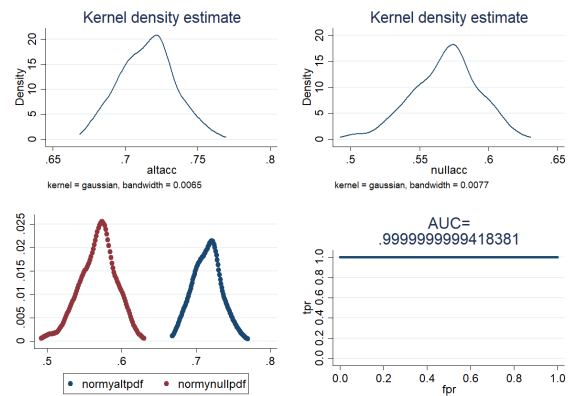 Kernel density estimate
Density
0 5 10 15 20
.65 .7 .75 .8
altacc
kernel = gaussian, bandwidth = 0.0065
Kernel density estimate
Density
0 5 10 15 20
.5 .55 .6 .65
nullacc
kernel = gaussian, bandwidth = 0.0077
0 .005 .01 .015 .02 .025
.5 .6 .7 .8
normyaltpdf normynullpdf
AUC=
.9999999999418381
tpr
0.0 0.2 0.4 0.6 0.8 1.0
0.0 0.2 0.4 0.6 0.8 1.0
fpr